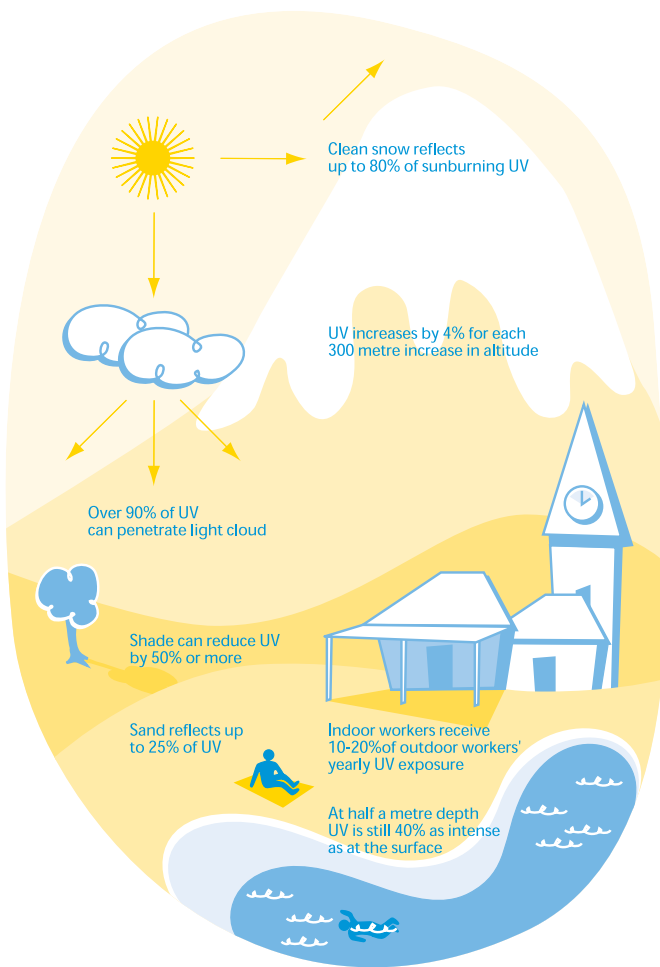 Clean snow reflects
up to 80% of sunburning UV
UV increases by 4% for each
300 metre increase in altitude
Over 90% of UV
can penetrate light cloud
Shade can reduce UV
by 50% or more
Sand reflects up
to 25% of UV
Indoor workers receive
10-20%of outdoor workers'
yearly UV exposure
At half a metre depth
UV is still 40% as intense
as at the surface